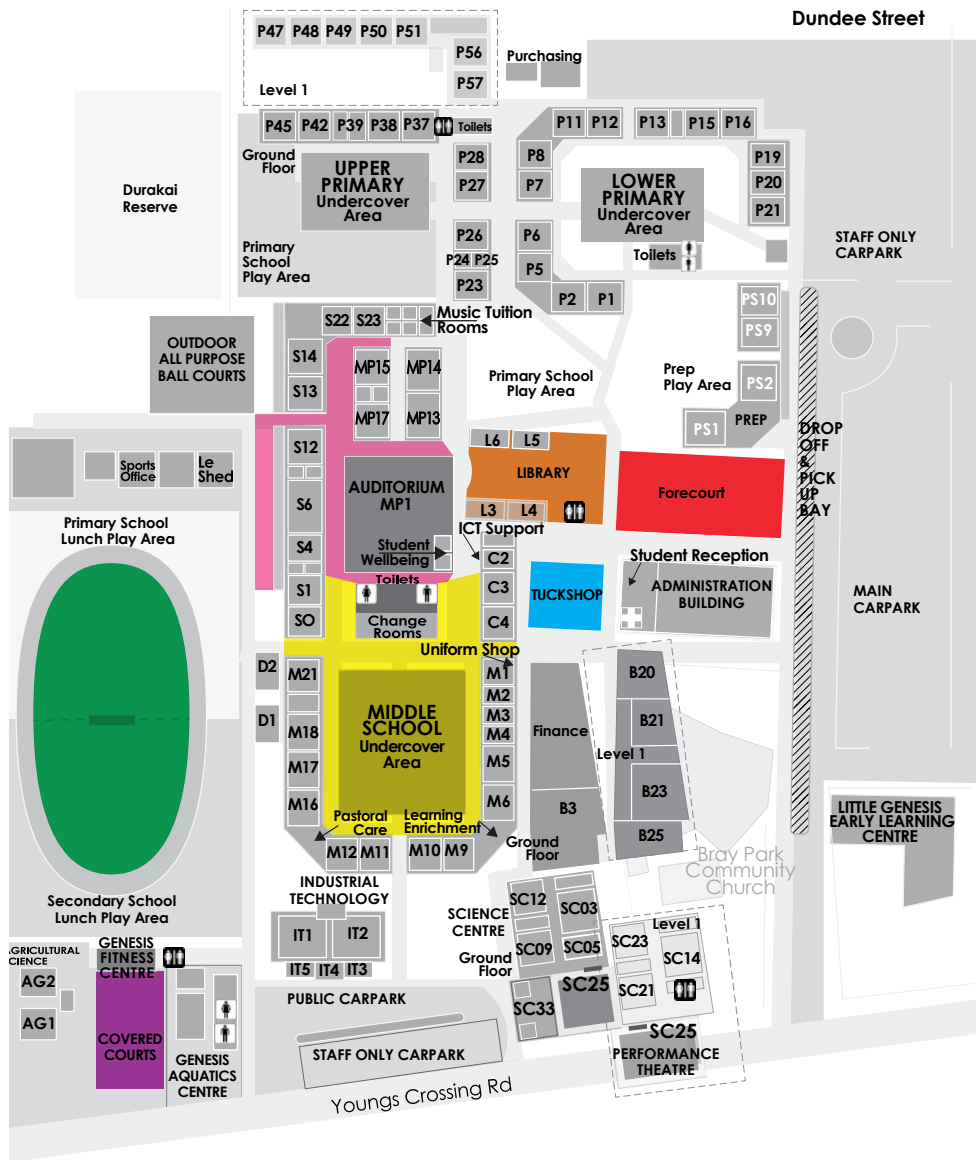 Dundee Street
P47 P48 P49 P50 P51
P56
P57
Level 1
Purchasing
P45 P42 P39 P38 P37
Toilets
Ground
Floor
UPPER
PRIMARY
Undercover
Area
P28
P27
P11 P12
P13 P15 P16
P8
P7
LOWER
PRIMARY
Undercover
Area
P19
P20
P21
Durakai
Reserve
Primary
School
Play Area
P26
P24 P25
P23
P6
P5
P2 P1
Toilets
STAFF ONLY
CARPARK
S22 S23
Music Tuition
Rooms
PS10
PS9
OUTDOOR
ALL PURPOSE
BALL COURTS
S14
S13
MP15
MP14
MP17
MP13
Primary School
Play Area
Prep
Play Area
PS2
PS1
PREP
DROP
OFF
&
PICK
UP
BAY
Sports
Office
Le
Shed
S12
S6
S4
S1
SO
AUDITORIUM
MP1
L6
L5
LIBRARY
L3
L4
Forecourt
Primary School
Lunch Play Area
ICT Support
Student
Wellbeing
Toilets
Change
Rooms
C2
C3
C4
TUCKSHOP
Student Reception
ADMINISTRATION
BUILDING
MAIN
CARPARK
Uniform Shop
D2
D1
M21
M18
M17
M16
MIDDLE
SCHOOL
Undercover
Area
M1
M2
M3
M4
M5
M6
Finance
B3
Ground
Floor
B20
B21
Level 1
B23
B25
Pastoral
Care
Learning
Enrichment
M12 M11
M10 M9
LITTLE GENESIS
EARLY LEARNING
CENTRE
Bray Park
Community
Church
Secondary School
Lunch Play Area
INDUSTRIAL
TECHNOLOGY
IT1
IT2
IT5 IT4 IT3
SCIENCE
CENTRE
Ground
Floor
SC12
SC03
SC09
SC05
SC33
SC25
Level 1
SC23
SC14
SC21
SC25
PERFORMANCE
THEATRE
AGRICULTURAL
SCIENCE
AG2
AG1
GENESIS
FITNESS
CENTRE
COVERED
COURTS
GENESIS
AQUATICS
CENTRE
PUBLIC CARPARK
STAFF ONLY CARPARK
Youngs Crossing Rd